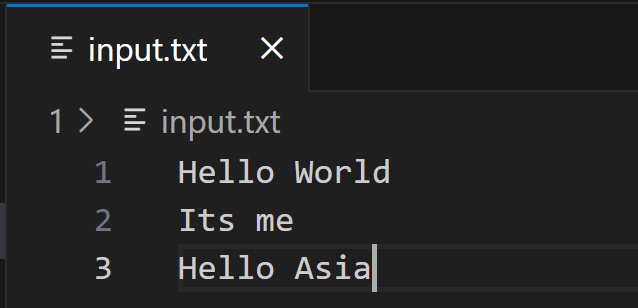 input.txt
1 > input.txt
1 Hello World
2 Its me
3 Hello Asia